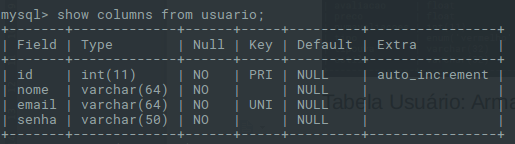 mysql> show columns from usuario;
+-------+-------------+------+-----+---------+----------------+
| Field | Type | Null | Key | Default | Extra |
+-------+-------------+------+-----+---------+----------------+
| id | int(11) | NO | PRI | NULL | auto_increment |
| nome | varchar(64) | NO | | NULL | |
| email | varchar(64) | NO | UNI | NULL | |
| senha | varchar(50) | NO | | NULL | |
+-------+-------------+------+-----+---------+----------------+
Tabela Usuário: Arma